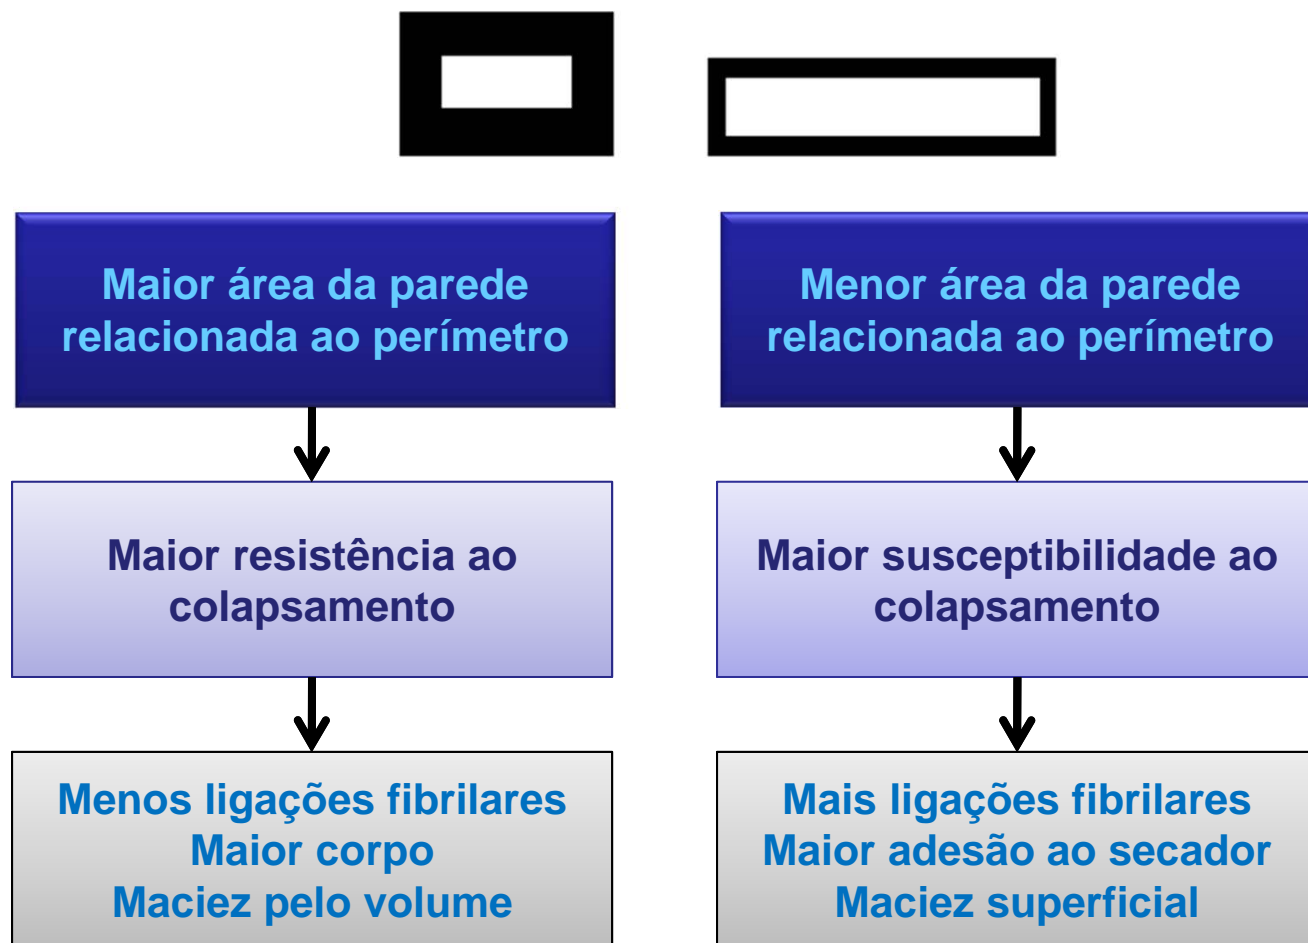 Maior área da parede
relacionada ao perímetro
Maior resistência ao
colapsamento
Menos ligações fibrilares
Maior corpo
Maciez pelo volume
Menor área da parede
relacionada ao perímetro
Maior susceptibilidade ao
colapsamento
Mais ligações fibrilares
Maior adesão ao secador
Maciez superficial